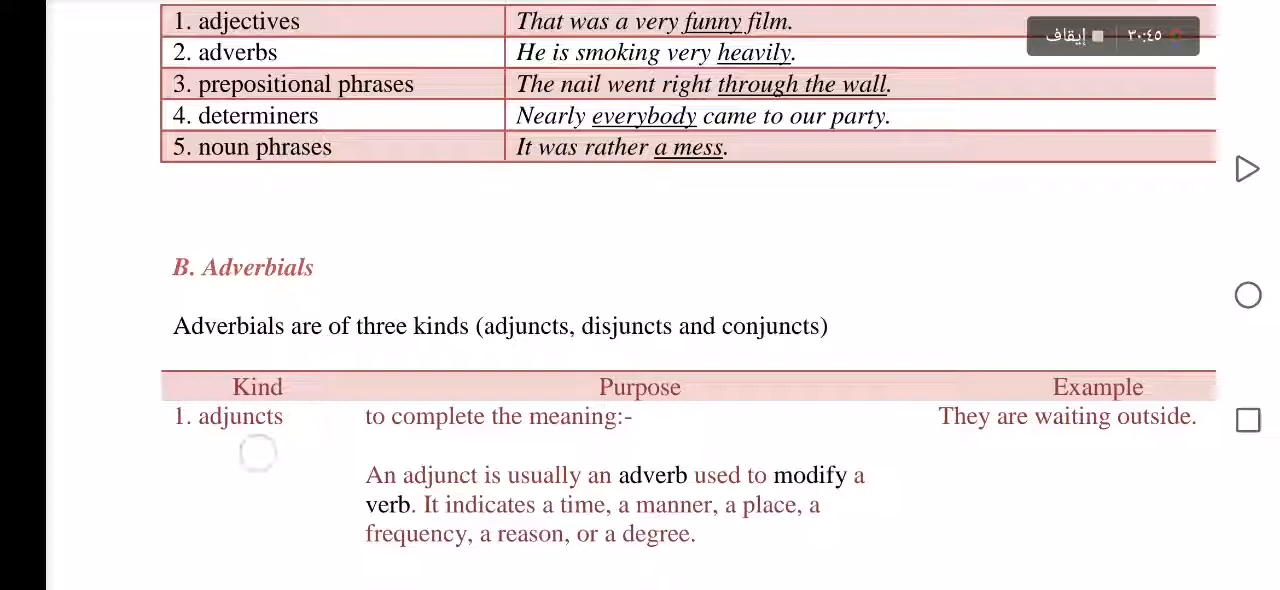 1. adjectives That was a very funny film.
إيقاف ٣٠:٤٥
2. adverbs He is smoking very heavily.
3. prepositional phrases The nail went right through the wall.
4. determiners Nearly everybody came to our party.
5. noun phrases It was rather a mess.
B. Adverbials
Adverbials are of three kinds (adjuncts, disjuncts and conjuncts)
Kind Purpose Example
1. adjuncts to complete the meaning:- They are waiting outside.
An adjunct is usually an adverb used to modify a
verb. It indicates a time, a manner, a place, a
frequency, a reason, or a degree.